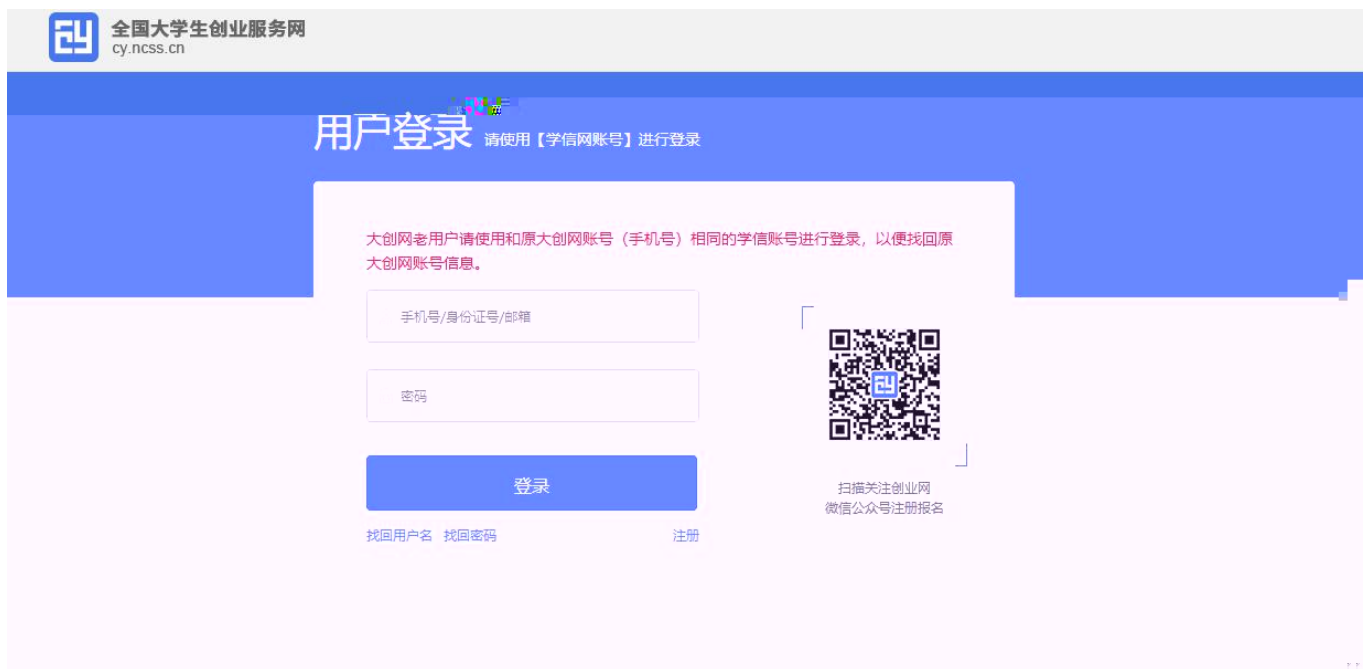 全国大学生创业服务网
cy.ncss.cn
用户登录 请使用【学信网账号】进行登录
大创网老用户请使用和原大创网账号（手机号）相同的学信账号进行登录，以便找回原
大创网账号信息。
手机号/身份证号/邮箱
密码
登录
找回用户名 找回密码 注册
扫描关注创业网
微信公众号注册报名